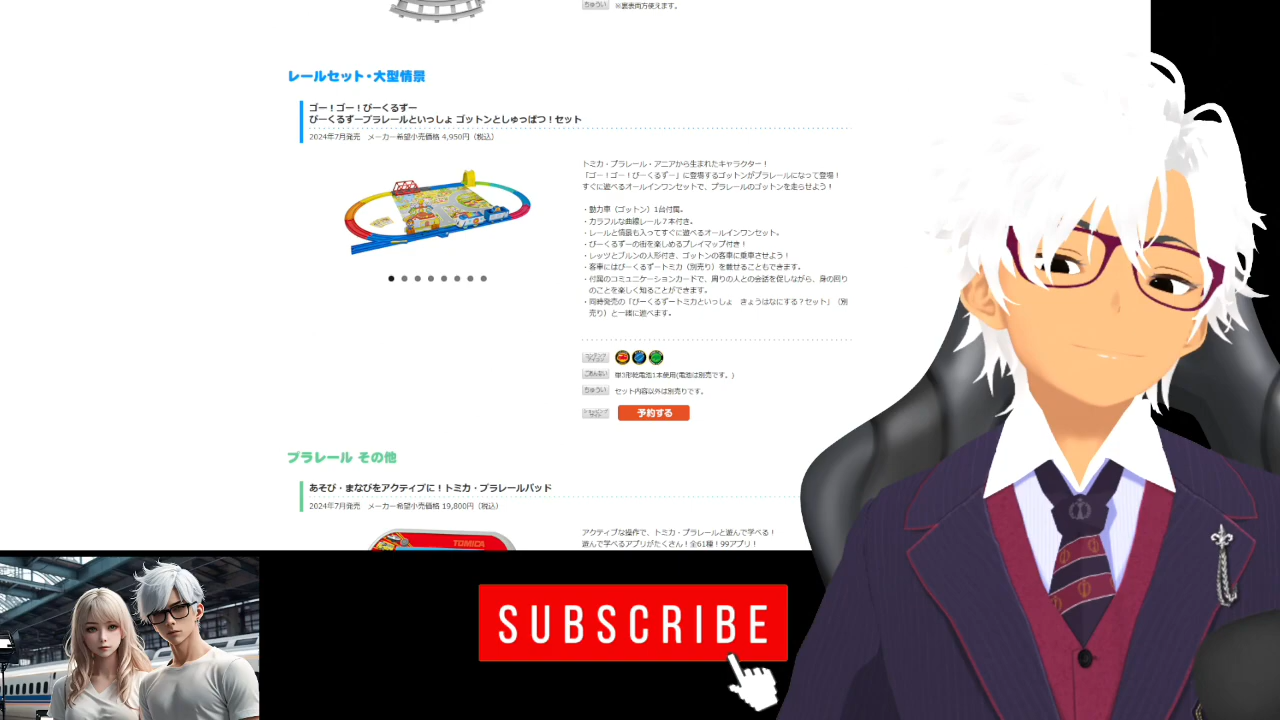 ちゅうい ※裏表両方使えます。
レールセット・大型情景
ゴー！ゴー！びーくるずー
びーくるずープラレールといっしょ ゴットンとしゅっぱつ！セット
2024年7月発売　メーカー希望小売価格 4,950円（税込）
トミカ・プラレール・アニアから生まれたキャラクター！
「ゴー！ゴー！びーくるずー」に登場するゴットンがプラレールになって登場！
すぐに遊べるオールインワンセットで、プラレールのゴットンを走らせよう！
・動力車（ゴットン）1台付属。
・カラフルな曲線レール７本付き。
・レールと情景も入ってすぐに遊べるオールインワンセット。
・びーくるずーの街を楽しめるプレイマップ付き！
・レッツとブルンの人形付き、ゴットンの客車に乗車させよう！
・客車にはびーくるずートミカ（別売り）を載せることもできます。
・付属のコミュニケーションカードで、周りの人との会話を促しながら、身の回り
のことを楽しく知ることができます。
・同時発売の「びーくるずートミカといっしょ　きょうはなにする？セット」（別
売り）と一緒に遊べます。
ごあんない 単3形乾電池1本使用(電池は別売です。)
ちゅうい セット内容以外は別売りです。
予約する
プラレール その他
あそび・まなびをアクティブに！トミカ・プラレールパッド
2024年7月発売　メーカー希望小売価格 19,800円（税込）
アクティブな操作で、トミカ・プラレールと遊んで学べる！
遊んで学べるアプリがたくさん！全61種！99アプリ！
TOMICA
SUBSCRIBE